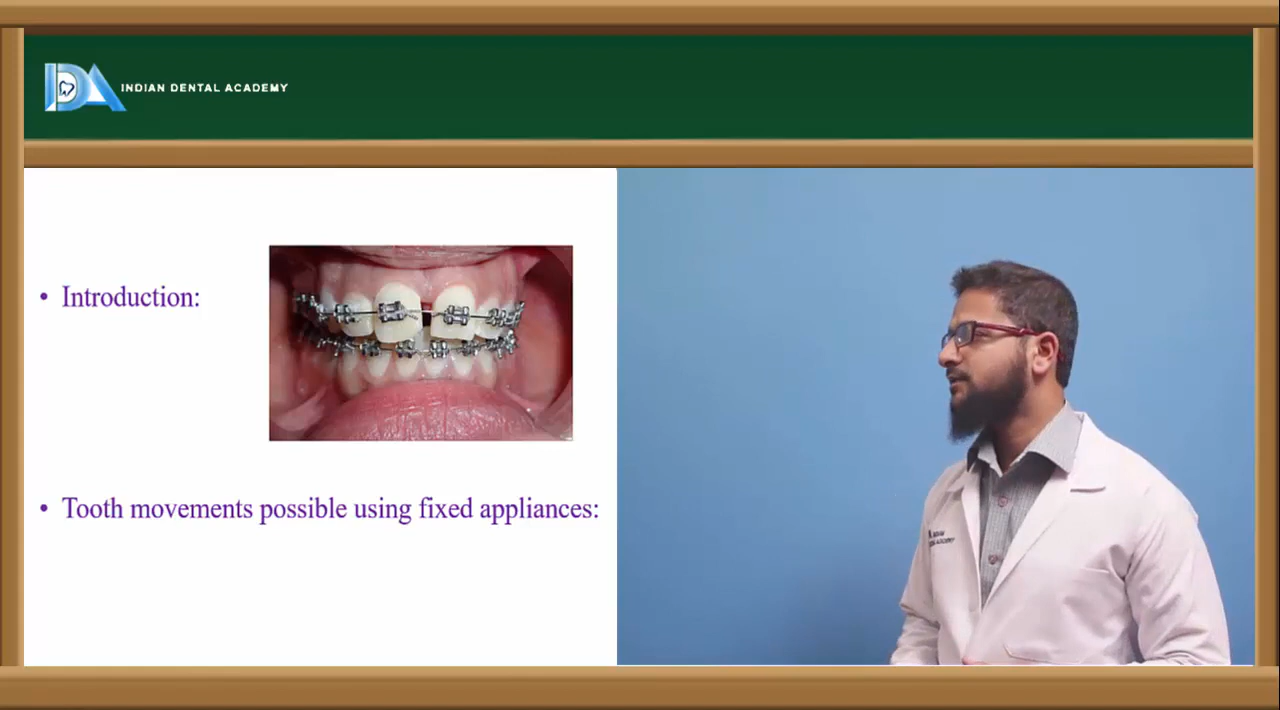 INDIAN DENTAL ACADEMY
• Introduction:
• Tooth movements possible using fixed appliances: